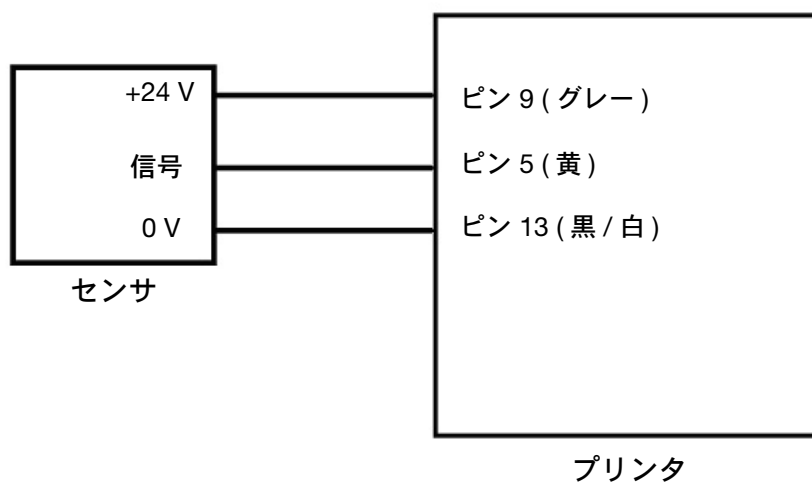 +24 V
信号
0 V
センサ
ピン 9 ( グレー )
ピン 5 ( 黄 )
ピン 13 ( 黒 / 白 )
プリンタ